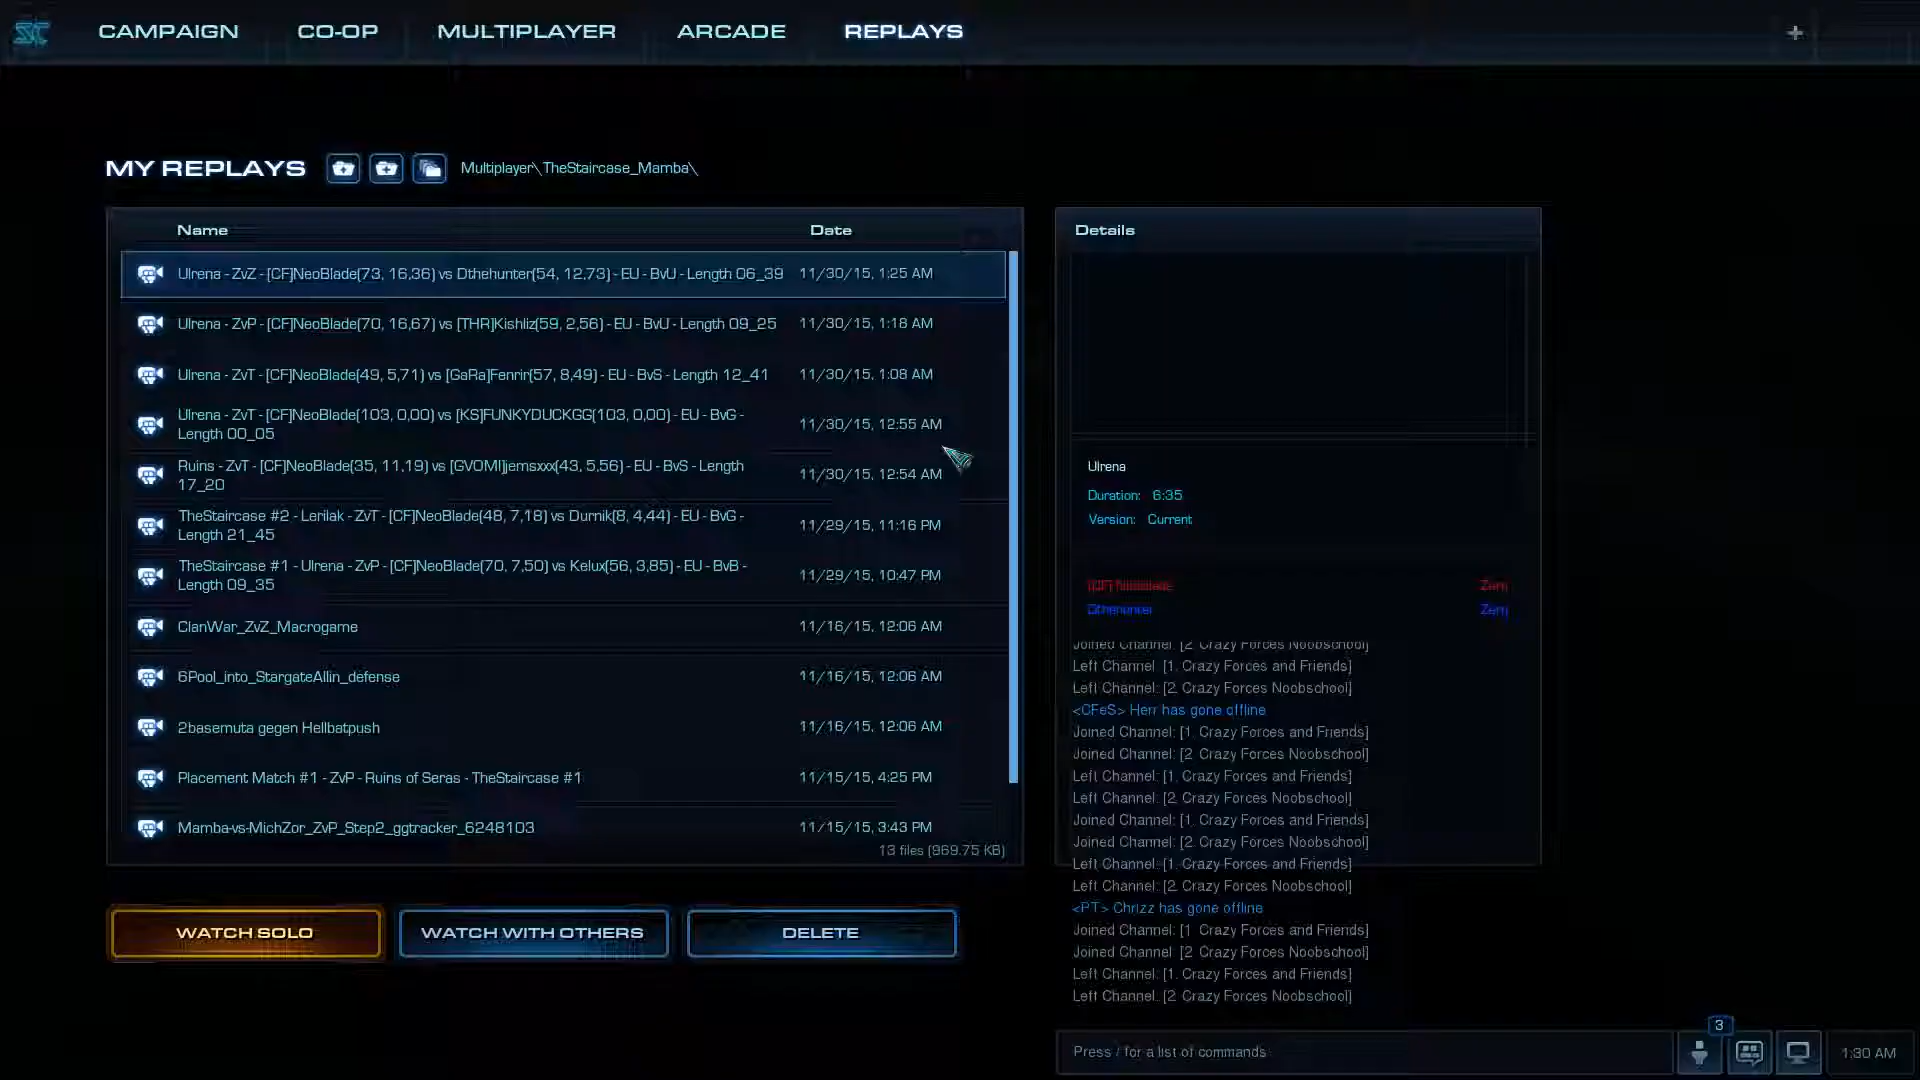 CAMPAIGN CO-OP MULTIPLAYER ARCADE REPLAYS
MY REPLAYS Multiplayer\TheStaircase_Mamba\
Name Date
Ulrena - ZvZ - [CF]NeoBlade(73, 16,36) vs Dthehunter(54, 12,73) - EU - BvU - Length 06_39 11/30/15, 1:25 AM
Ulrena - ZvP - [CF]NeoBlade(70, 16,67) vs [THR]Kishliz(59, 2,56) - EU - BvU - Length 09_25 11/30/15, 1:18 AM
Ulrena - ZvT - [CF]NeoBlade(49, 5,71) vs [GaRa]Fenrir(57, 8,49) - EU - BvS - Length 12_41 11/30/15, 1:08 AM
Ulrena - ZvT - [CF]NeoBlade(103, 0,00) vs [KS]FUNKYDUCKGG(103, 0,00) - EU - BvG -
Length 00_05 11/30/15, 12:55 AM
Ruins - ZvT - [CF]NeoBlade(35, 11,19) vs [GVOMI]jemsxxx(43, 5,56) - EU - BvS - Length
17_20 11/30/15, 12:54 AM
TheStaircase #2 - Lerilak - ZvT - [CF]NeoBlade(48, 7,18) vs Durnik(8, 4,44) - EU - BvG -
Length 21_45 11/29/15, 11:16 PM
TheStaircase #1 - Ulrena - ZvP - [CF]NeoBlade(70, 7,50) vs Kelux(56, 3,85) - EU - BvB -
Length 09_35 11/29/15, 10:47 PM
ClanWar_ZvZ_Macrogame 11/16/15, 12:06 AM
6Pool_into_StargateAllin_defense 11/16/15, 12:06 AM
2basemuta gegen Hellbatpush 11/16/15, 12:06 AM
Placement Match #1 - ZvP - Ruins of Seras - TheStaircase #1 11/15/15, 4:25 PM
Mamba-vs-MichZor_ZvP_Step2_ggtracker_6248103 11/15/15, 3:43 PM
13 files (969.75 KB)
WATCH SOLO WATCH WITH OTHERS DELETE
Details
Ulrena
Duration: 6:35
Version: Current
[CF] NeoBlade Zerg
Dthehunter Zerg
Joined Channel: [2. Crazy Forces Noobschool]
Left Channel: [1. Crazy Forces and Friends]
Left Channel: [2. Crazy Forces Noobschool]
<CFeS> Herr has gone offline
Joined Channel: [1. Crazy Forces and Friends]
Joined Channel: [2. Crazy Forces Noobschool]
Left Channel: [1. Crazy Forces and Friends]
Left Channel: [2. Crazy Forces Noobschool]
Joined Channel: [1. Crazy Forces and Friends]
Joined Channel: [2. Crazy Forces Noobschool]
Left Channel: [1. Crazy Forces and Friends]
Left Channel: [2. Crazy Forces Noobschool]
<PT> Chrizz has gone offline
Joined Channel: [1. Crazy Forces and Friends]
Joined Channel: [2. Crazy Forces Noobschool]
Left Channel: [1. Crazy Forces and Friends]
Left Channel: [2. Crazy Forces Noobschool]
Press / for a list of commands
3
1:30 AM